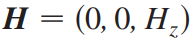 H = (0, 0, H_z)